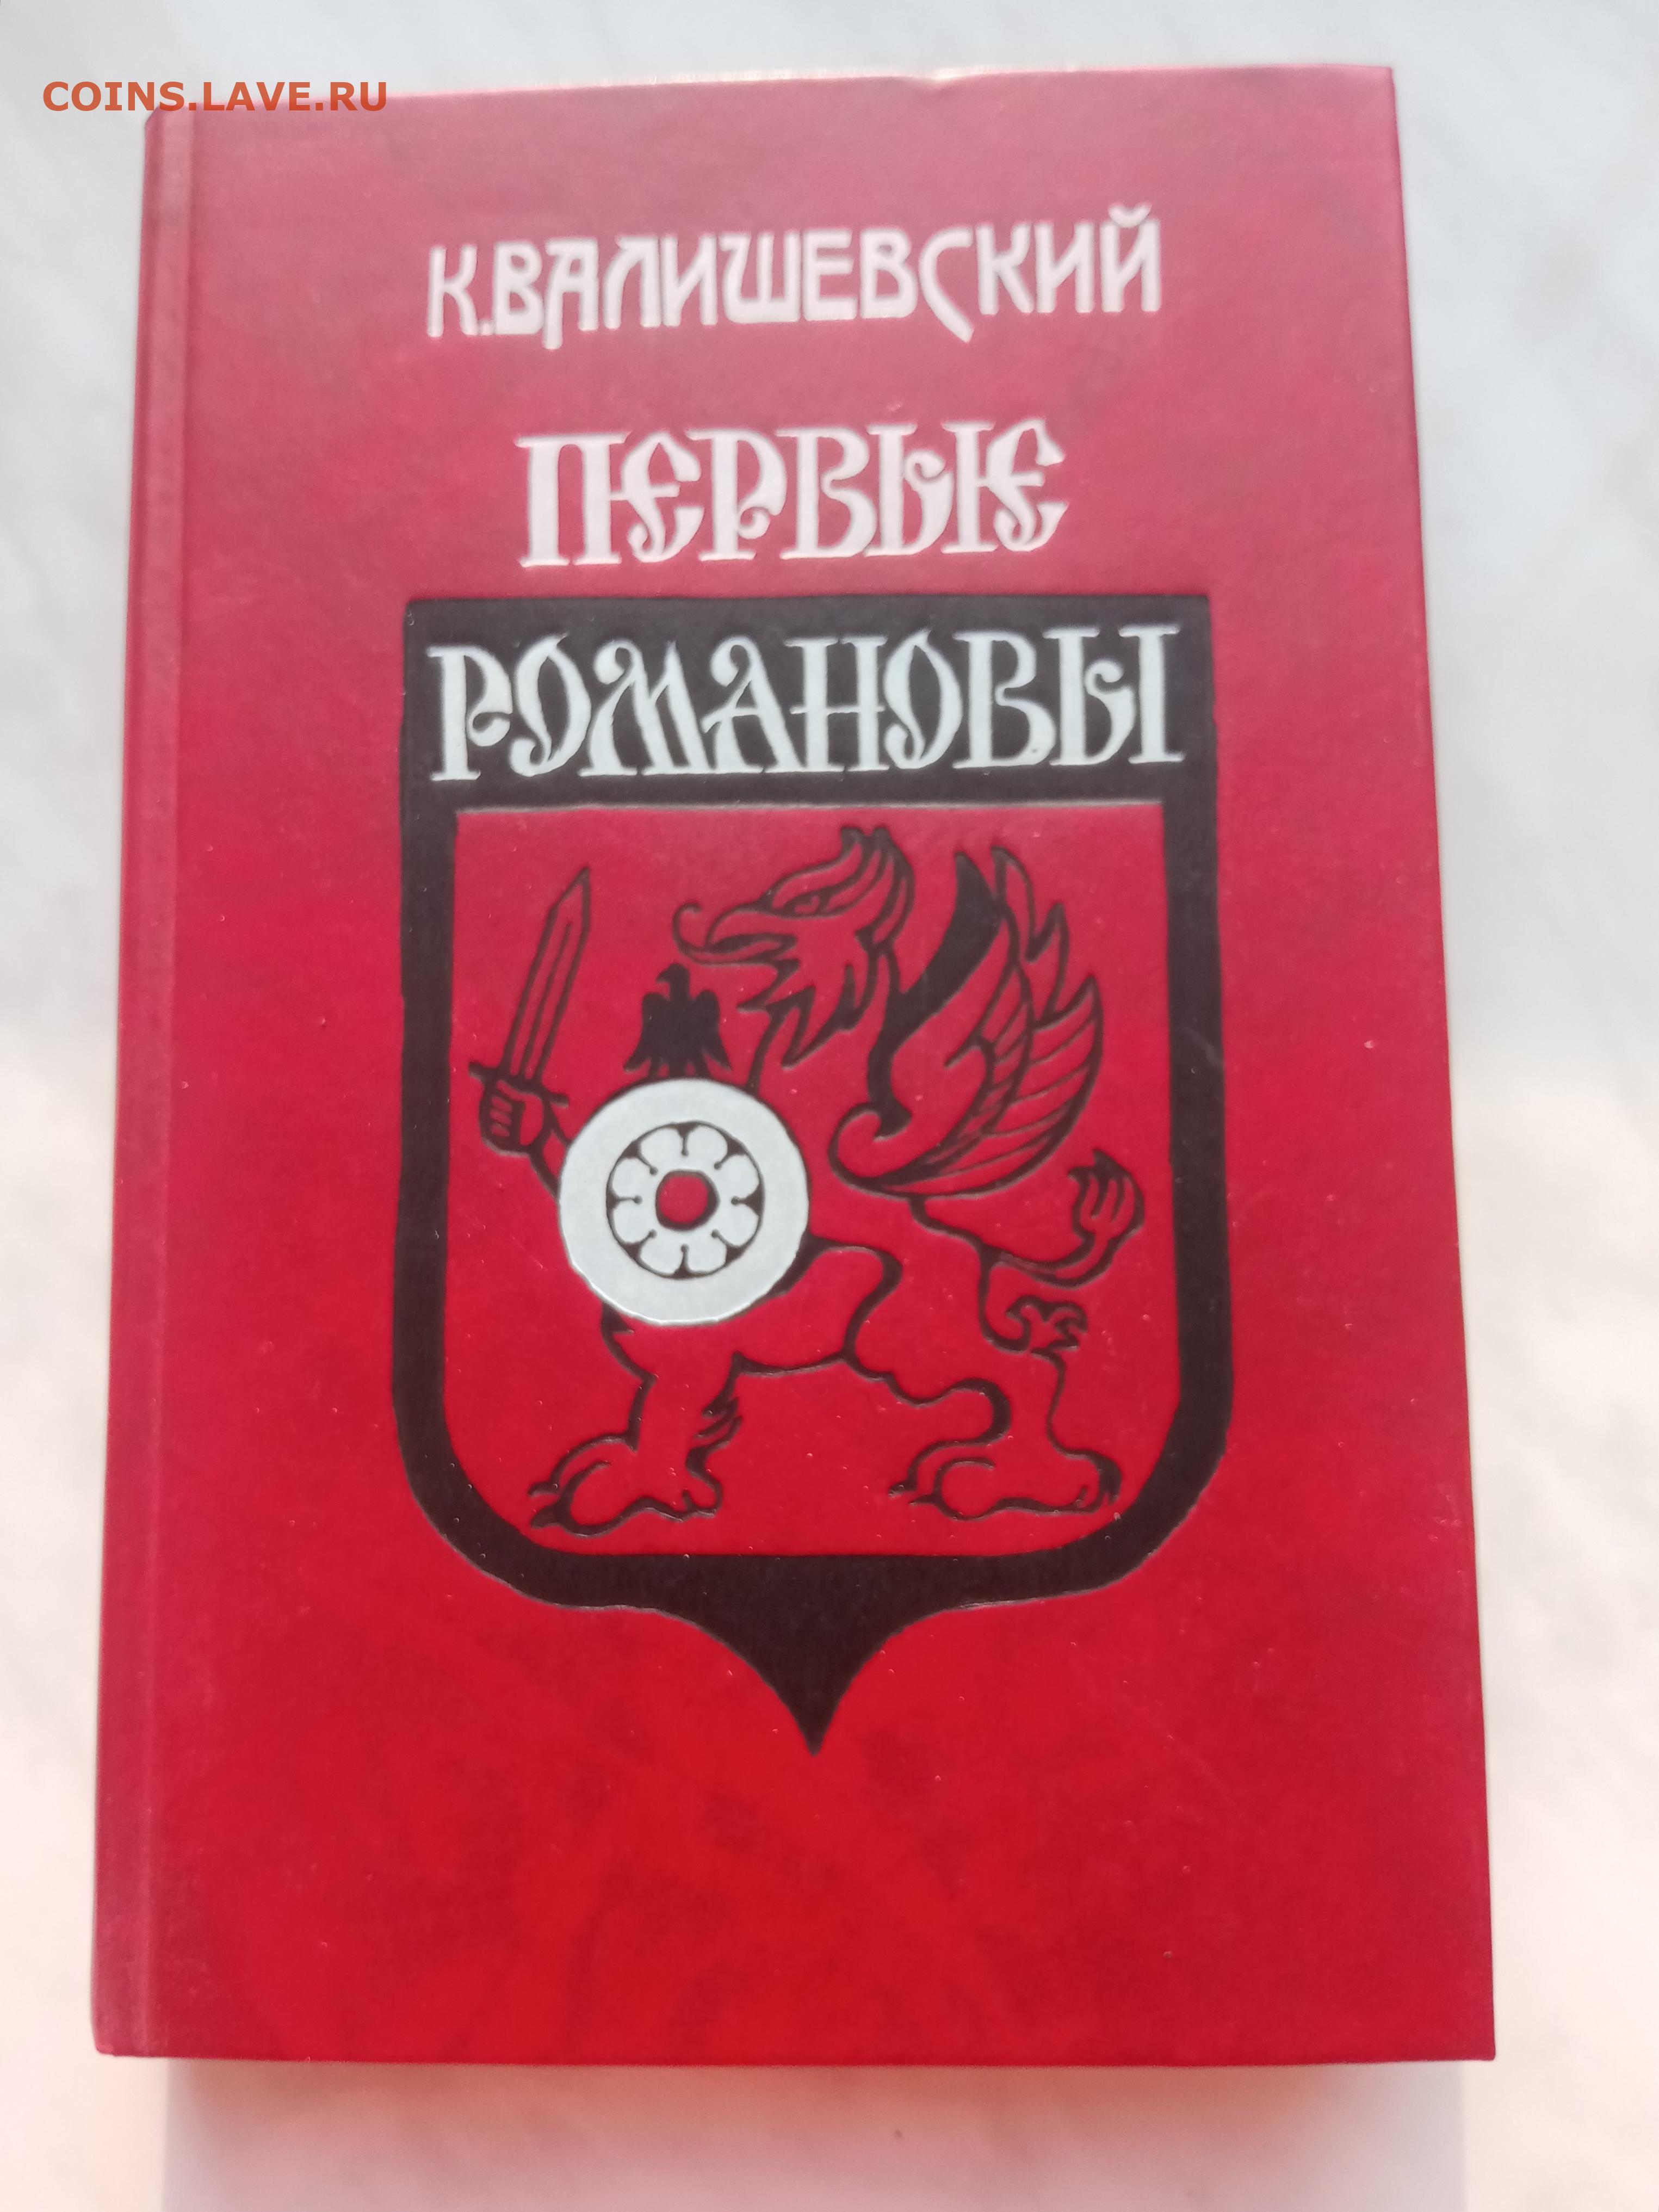 COINS.LAVE.RU
К.ВАЛИШЕВСКИЙ
ПЕРВЫЕ
РОМАНОВЫ